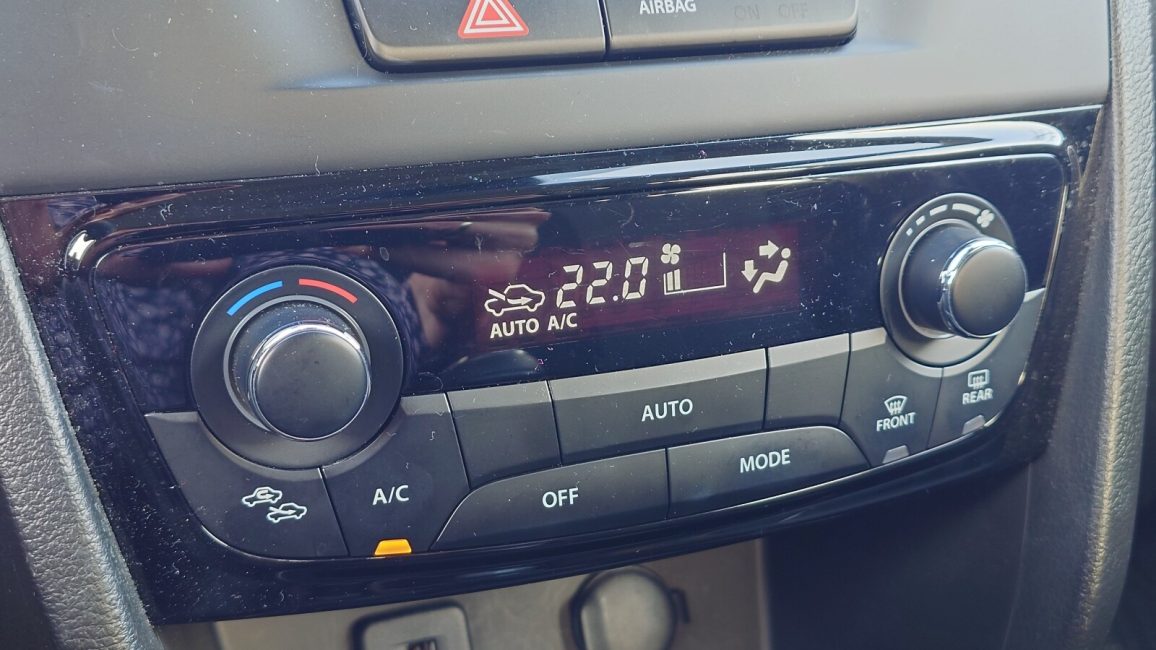 AIRBAG
ON OFF
22.0
AUTO A/C
AUTO
A/C
OFF
MODE
FRONT
REAR